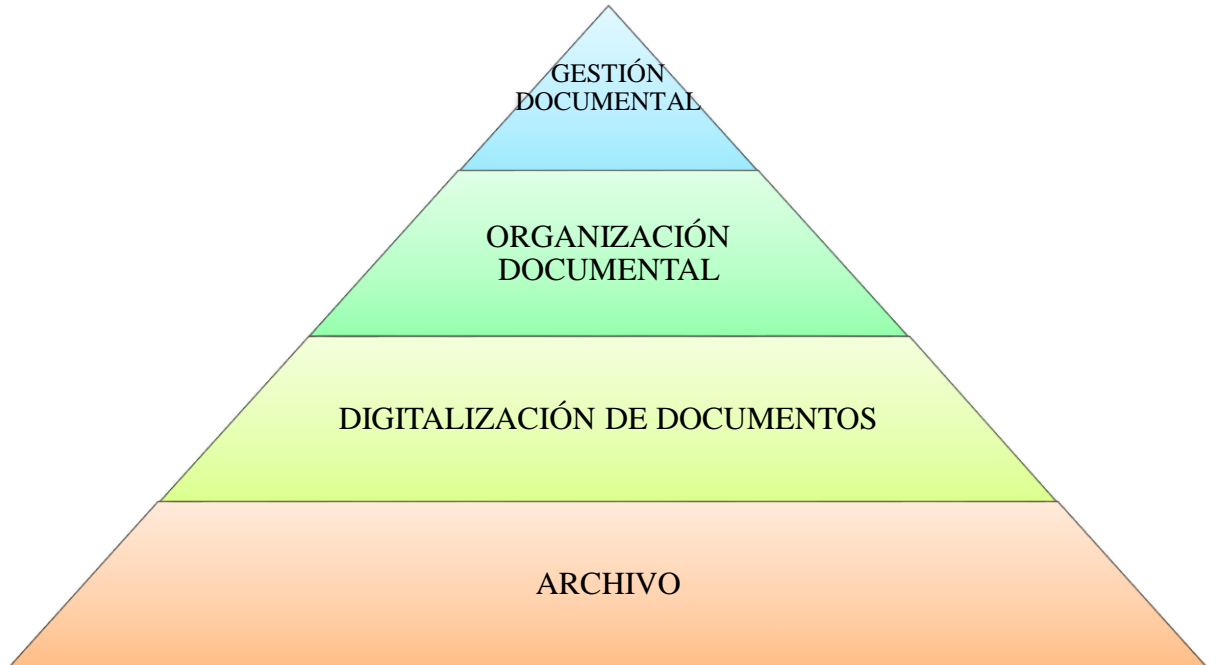 GESTIÓN
DOCUMENTAL
ORGANIZACIÓN
DOCUMENTAL
DIGITALIZACIÓN DE DOCUMENTOS
ARCHIVO